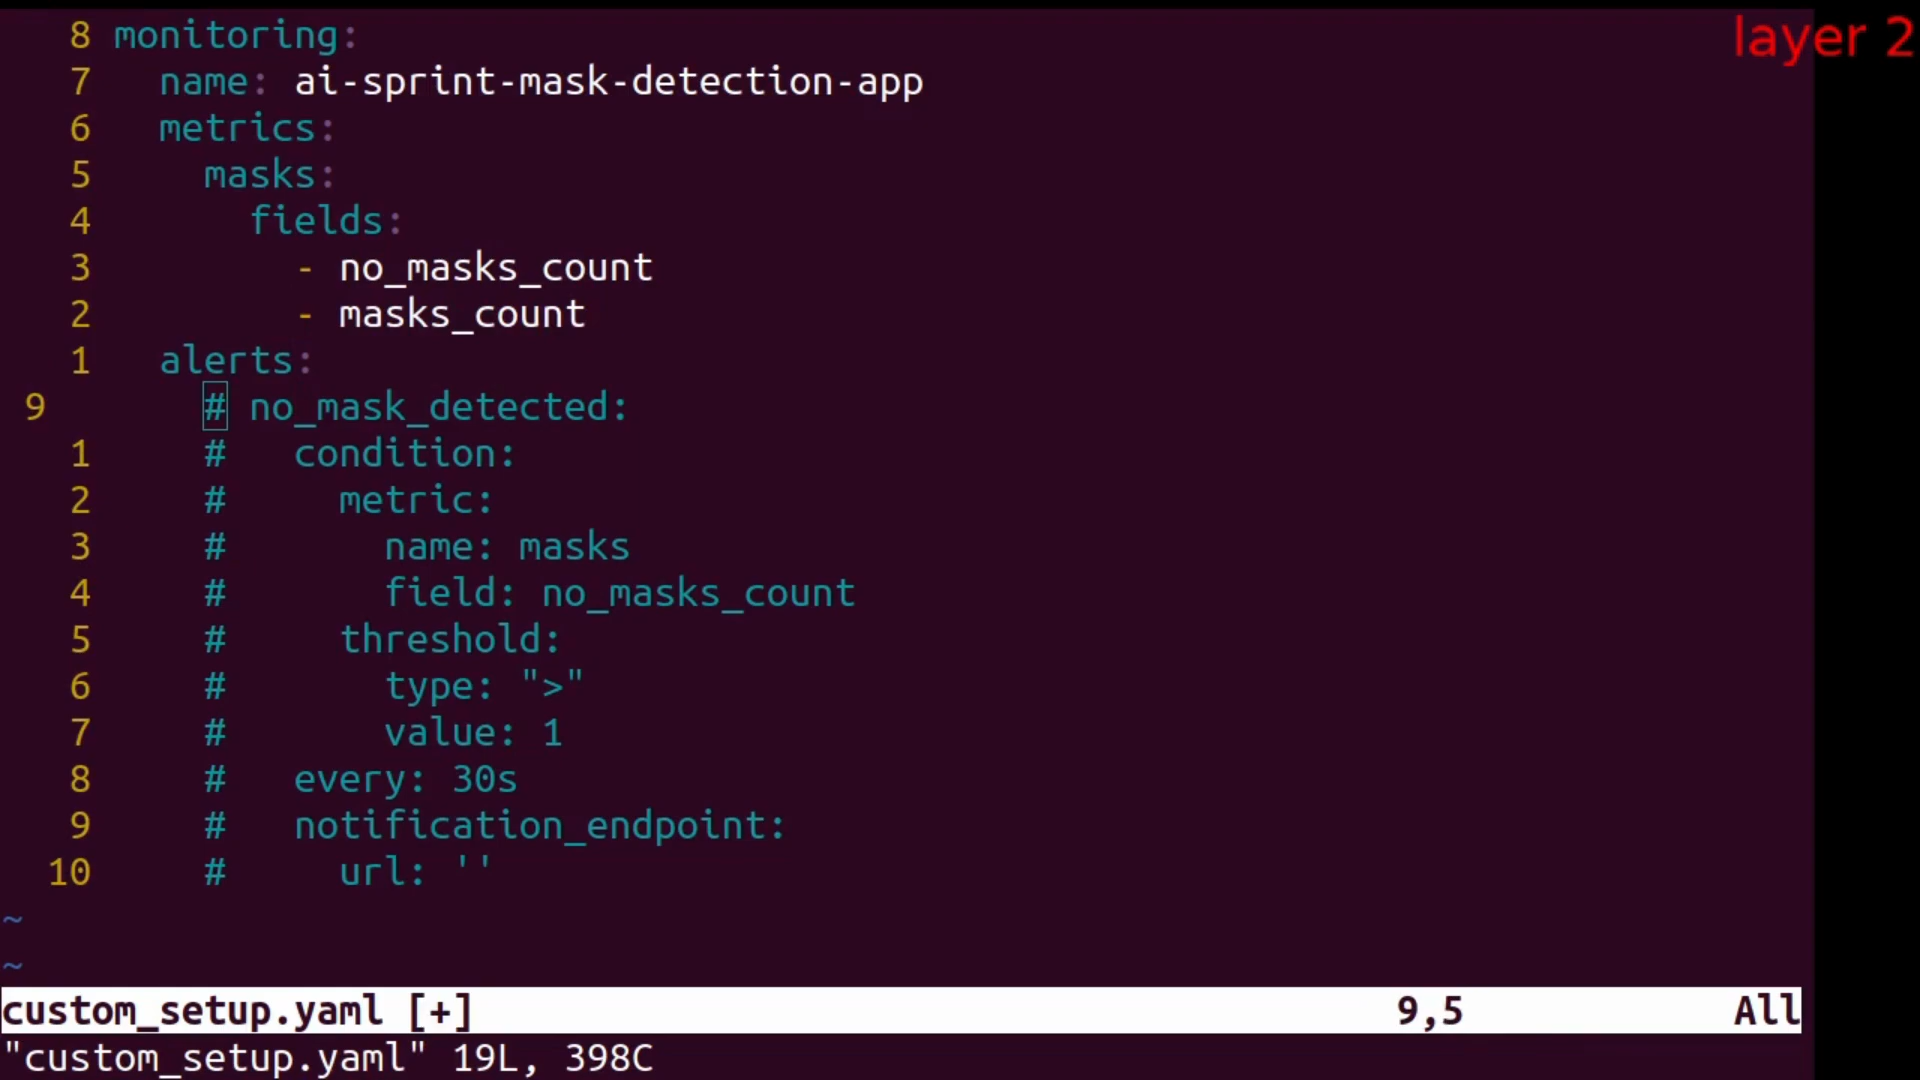 layer 2
8 monitoring:
7   name: ai-sprint-mask-detection-app
6   metrics:
5     masks:
4       fields:
3         - no_masks_count
2         - masks_count
1   alerts:
9     # no_mask_detected:
1     #   condition:
2     #     metric:
3     #       name: masks
4     #       field: no_masks_count
5     #     threshold:
6     #       type: ">"
7     #       value: 1
8     #   every: 30s
9     #   notification_endpoint:
10     #     url: ''
~
~
custom_setup.yaml [+] 9,5 All
"custom_setup.yaml" 19L, 398C